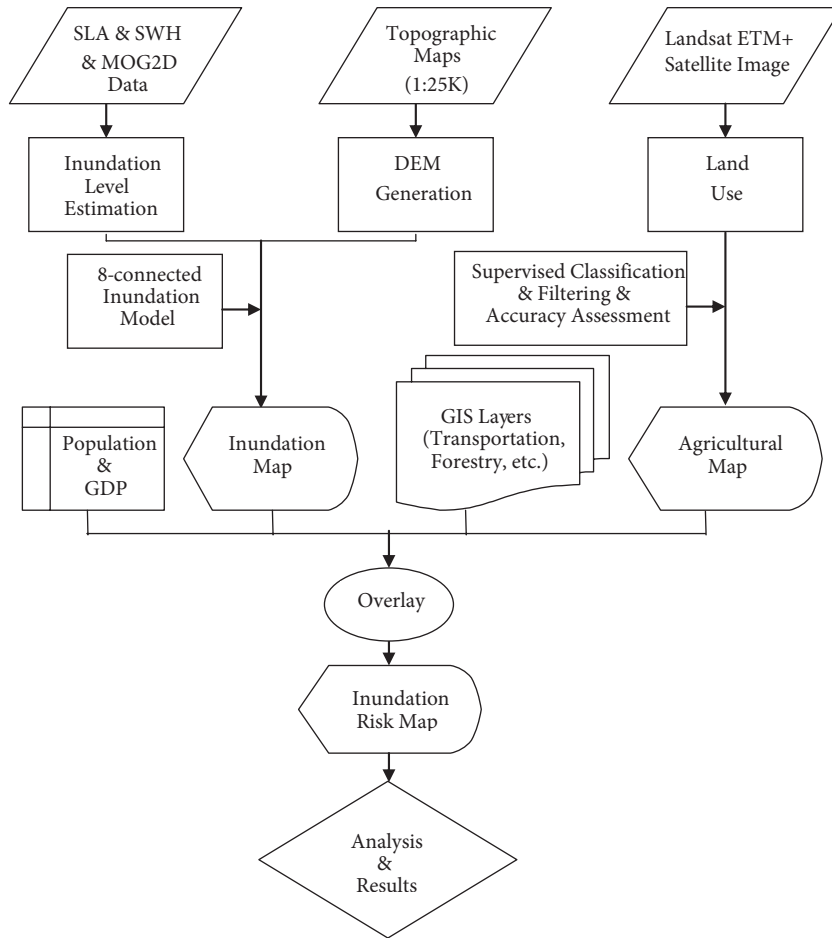 SLA & SWH
& MOG2D
Data
Topographic
Maps
(1:25K)
Landsat ETM+
Satellite Image
Inundation
Level
Estimation
DEM
Generation
Land
Use
8-connected
Inundation
Model
Supervised Classification
& Filtering &
Accuracy Assessment
Population
&
GDP
Inundation
Map
GIS Layers
(Transportation,
Forestry, etc.)
Agricultural
Map
Overlay
Inundation
Risk Map
Analysis
&
Results